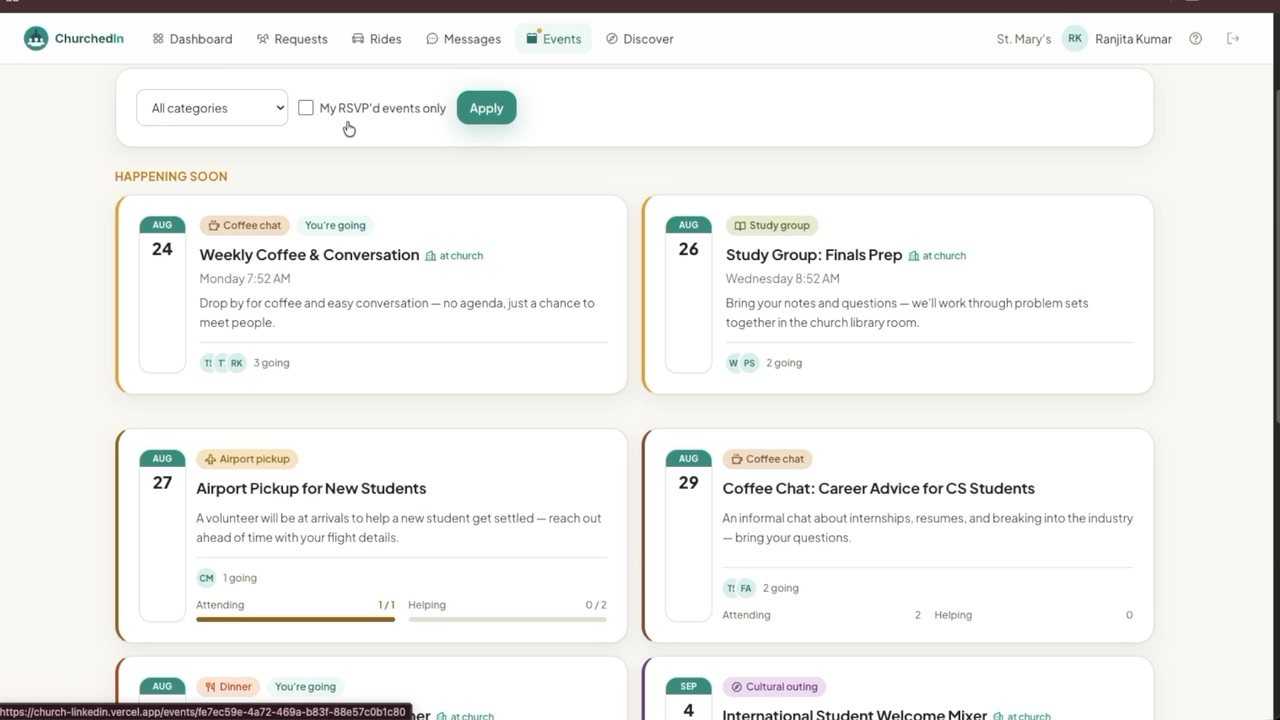 ChurchedIn
Dashboard
Requests
Rides
Messages
Events
Discover
St. Mary's
RK
Ranjita Kumar
All categories
My RSVP'd events only
Apply
HAPPENING SOON
AUG
24
Coffee chat
You're going
Weekly Coffee & Conversation
at church
Monday 7:52 AM
Drop by for coffee and easy conversation — no agenda, just a chance to
meet people.
RK
3 going
AUG
26
Study group
Study Group: Finals Prep
at church
Wednesday 8:52 AM
Bring your notes and questions — we'll work through problem sets
together in the church library room.
W PS
2 going
AUG
27
Airport pickup
Airport Pickup for New Students
A volunteer will be at arrivals to help a new student get settled — reach out
ahead of time with your flight details.
CM
1 going
Attending
1 / 1
Helping
0 / 2
AUG
29
Coffee chat
Coffee Chat: Career Advice for CS Students
An informal chat about internships, resumes, and breaking into the industry
— bring your questions.
FA
2 going
Attending
2
Helping
0
AUG
Dinner
You're going
at church
SEP
4
Cultural outing
International Student Welcome Mixer
at church
https://church-linkedin.vercel.app/events/fe7ec59e-4a72-469a-b83f-88e57c0b1c80